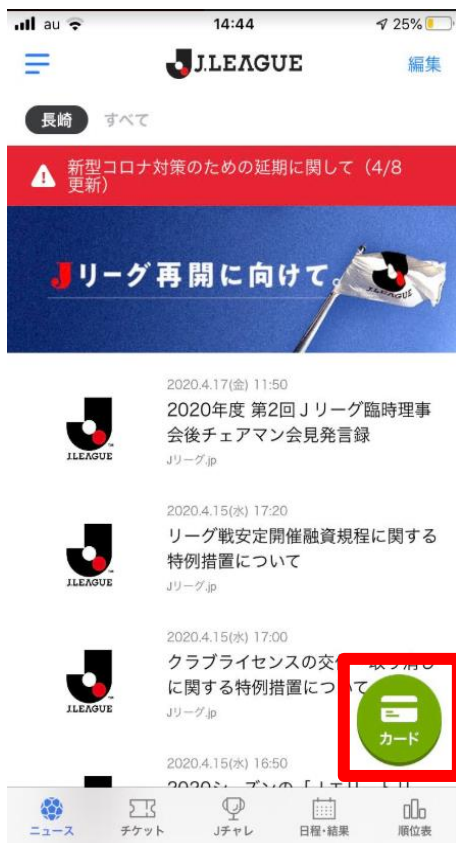 au 14:44 25%
J.LEAGUE 編集
長崎 すべて
新型コロナ対策のための延期に関して（4/8
更新）
Jリーグ再開に向けて。
J.LEAGUE
2020.4.17(金) 11:50
2020年度 第2回Ｊリーグ臨時理事
会後チェアマン会見発言録
Jリーグ.jp
J.LEAGUE
2020.4.15(水) 17:20
リーグ戦安定開催融資規程に関する
特例措置について
Jリーグ.jp
J.LEAGUE
2020.4.15(水) 17:00
クラブライセンスの交付
に関する特例措置について
Jリーグ.jp
J.LEAGUE
カード
2020.4.15(水) 16:50
ニュース チケット Jチャレ 日程・結果 順位表